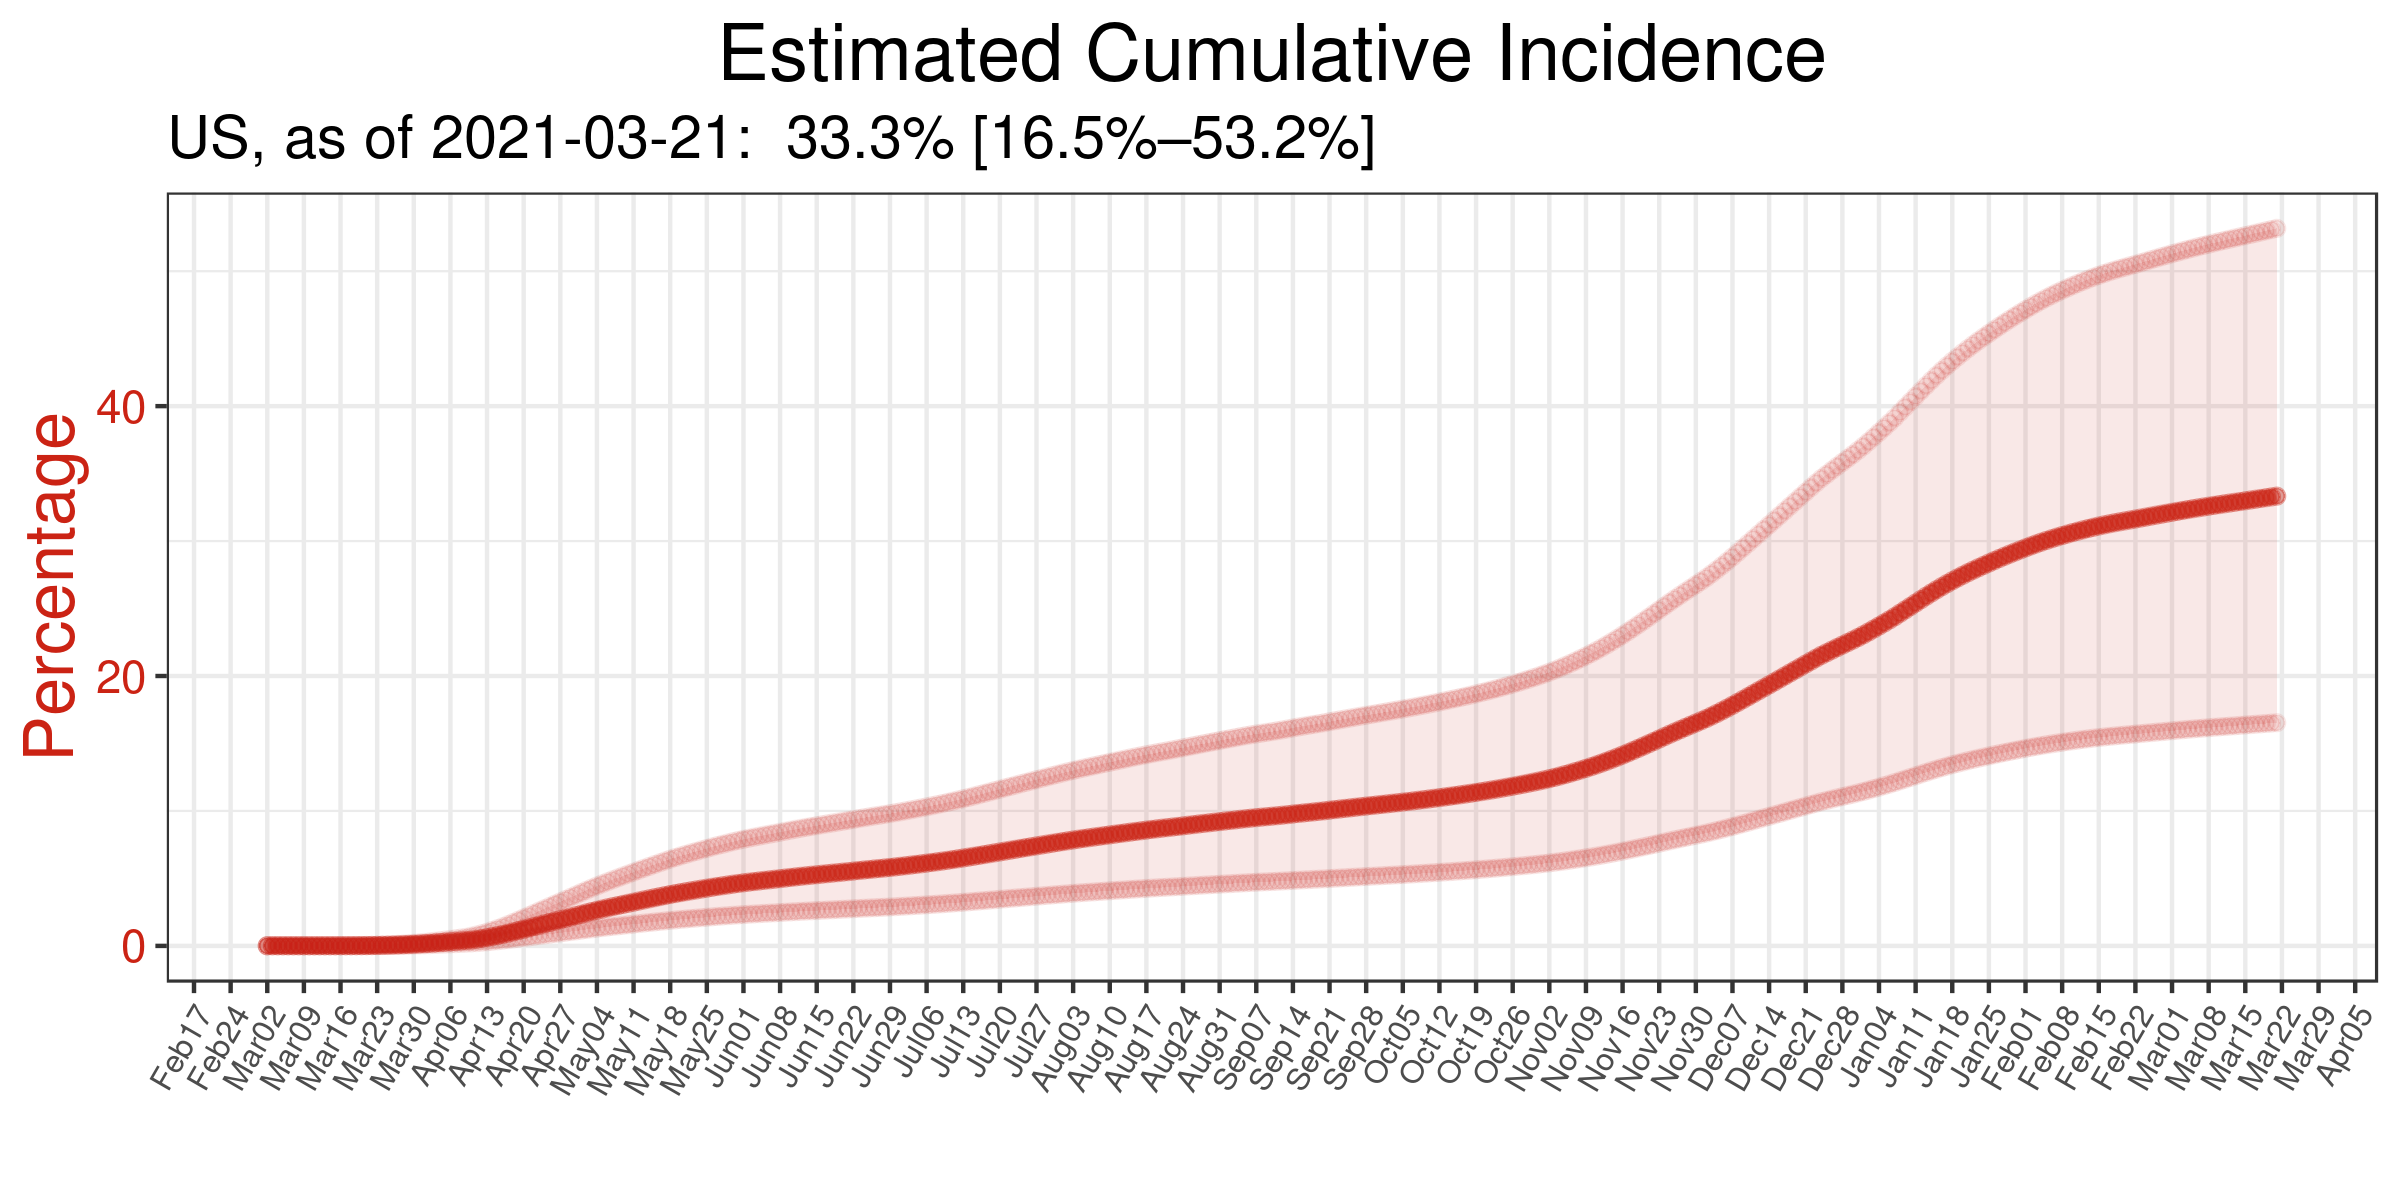 Estimated Cumulative Incidence
US, as of 2021-03-21:  33.3% [16.5%–53.2%]
Percentage
40
20
0
Feb17
Feb24
Mar02
Mar09
Mar16
Mar23
Mar30
Apr06
Apr13
Apr20
Apr27
May04
May11
May18
May25
Jun01
Jun08
Jun15
Jun22
Jun29
Jul06
Jul13
Jul20
Jul27
Aug03
Aug10
Aug17
Aug24
Aug31
Sep07
Sep14
Sep21
Sep28
Oct05
Oct12
Oct19
Oct26
Nov02
Nov09
Nov16
Nov23
Nov30
Dec07
Dec14
Dec21
Dec28
Jan04
Jan11
Jan18
Jan25
Feb01
Feb08
Feb15
Feb22
Mar01
Mar08
Mar15
Mar22
Mar29
Apr05